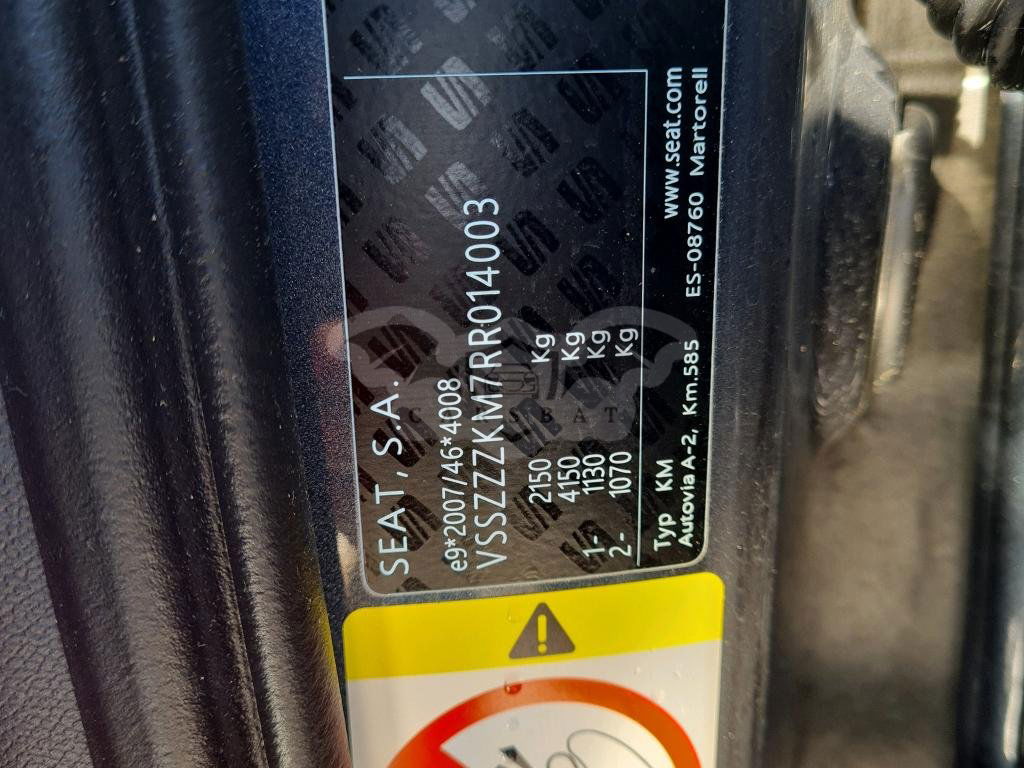 SEAT, S.A.
e9*2007/46*4008
VSSZZZKM7RR014003
2150 Kg
4150 Kg
1- 1130 Kg
2- 1070 Kg
Typ KM www.seat.com
Autovia A-2, Km.585 ES-08760 Martorell